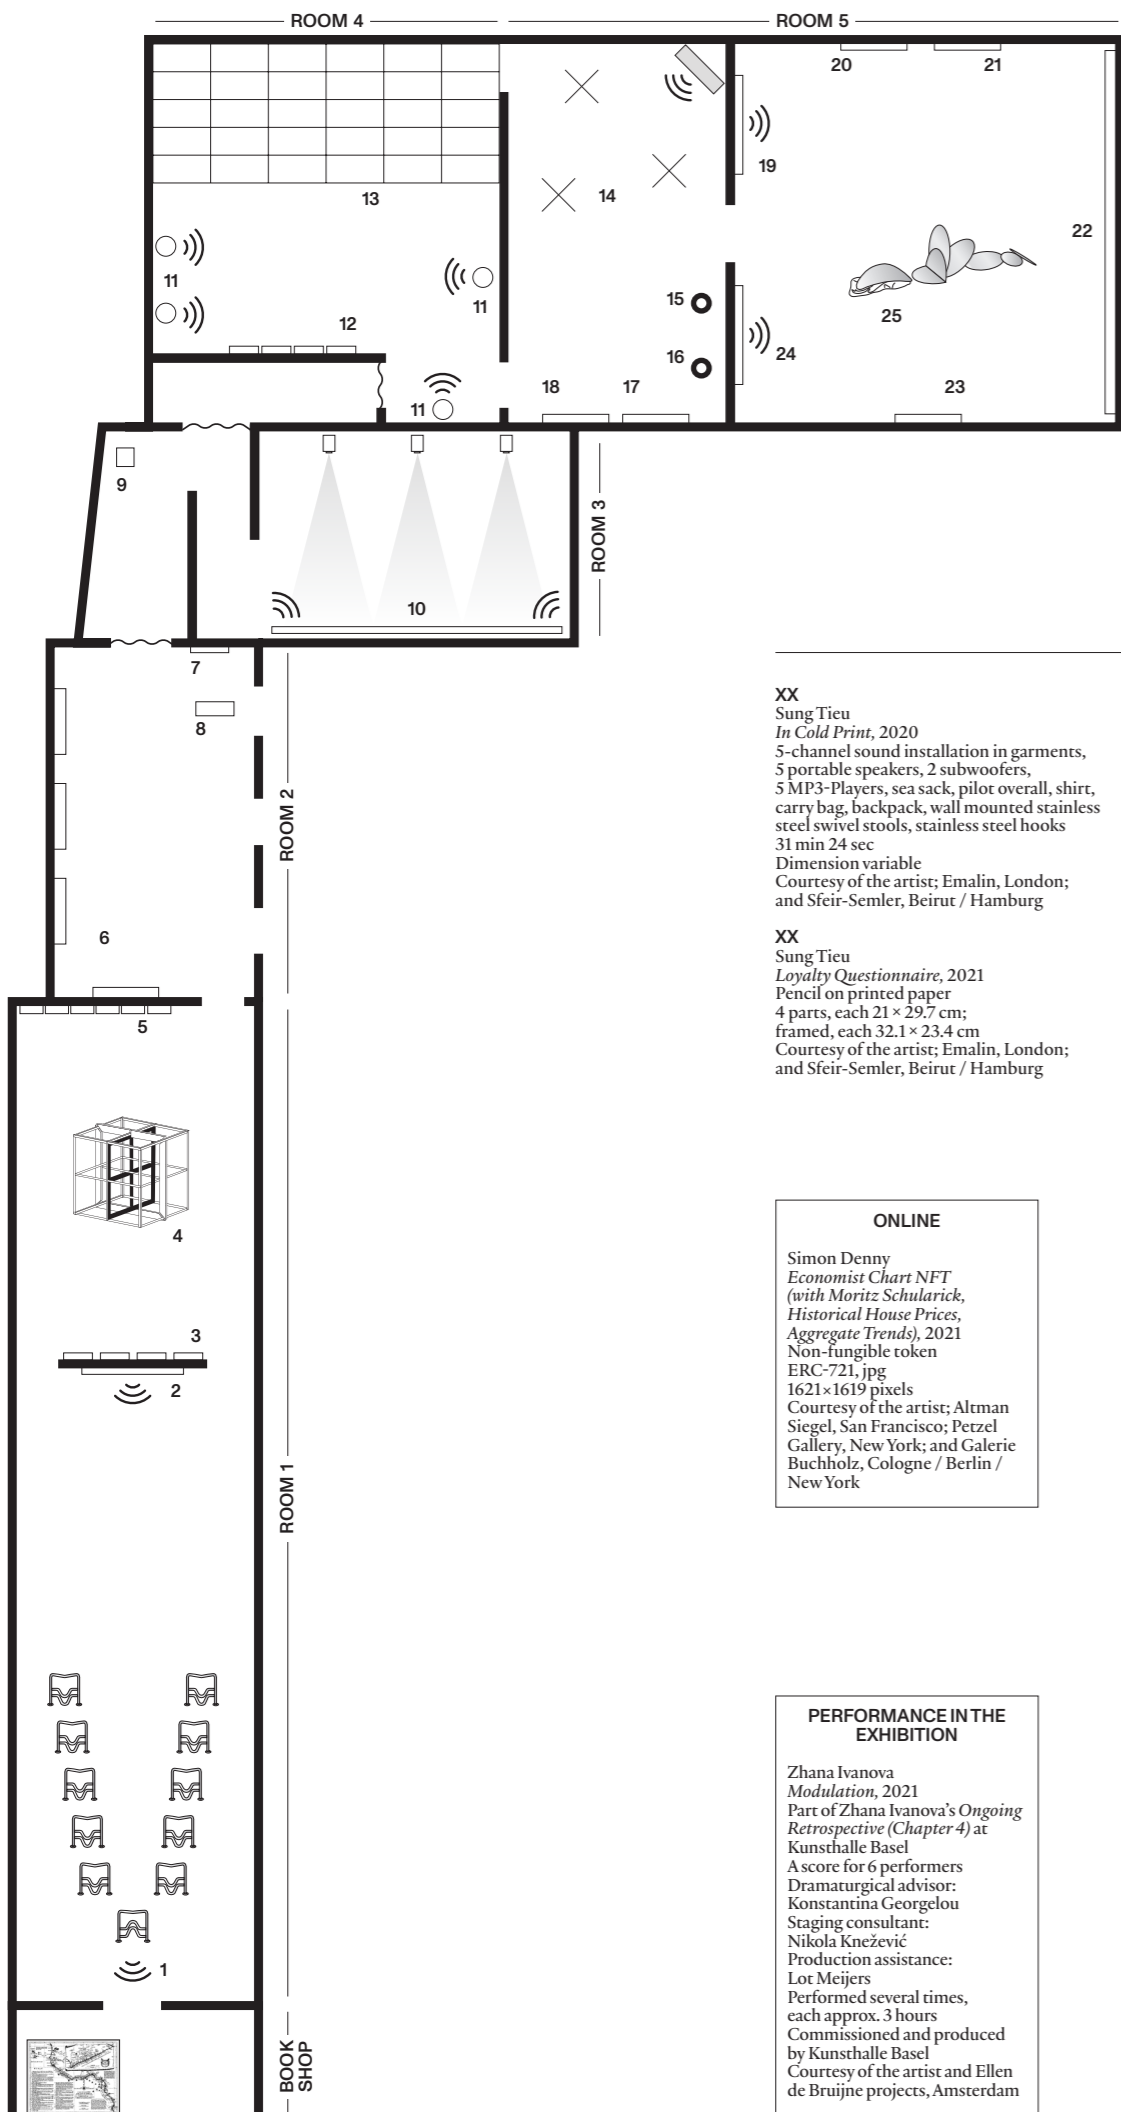 ROOM 4
ROOM 5
20
21
19
13
14
22
11
11
12
15
25
16
24
18
17
23
11
9
ROOM 3
10
7
8
ROOM 2
6
5
4
3
2
ROOM 1
1
BOOK
SHOP
XX
Sung Tieu
In Cold Print, 2020
5-channel sound installation in garments,
5 portable speakers, 2 subwoofers,
5 MP3-Players, sea sack, pilot overall, shirt,
carry bag, backpack, wall mounted stainless
steel swivel stools, stainless steel hooks
31 min 24 sec
Dimension variable
Courtesy of the artist; Emalin, London;
and Sfeir-Semler, Beirut / Hamburg
XX
Sung Tieu
Loyalty Questionnaire, 2021
Pencil on printed paper
4 parts, each 21 × 29.7 cm;
framed, each 32.1 × 23.4 cm
Courtesy of the artist; Emalin, London;
and Sfeir-Semler, Beirut / Hamburg
ONLINE
Simon Denny
Economist Chart NFT
(with Moritz Schularick,
Historical House Prices,
Aggregate Trends), 2021
Non-fungible token
ERC-721, jpg
1621×1619 pixels
Courtesy of the artist; Altman
Siegel, San Francisco; Petzel
Gallery, New York; and Galerie
Buchholz, Cologne / Berlin /
New York
PERFORMANCE IN THE
EXHIBITION
Zhana Ivanova
Modulation, 2021
Part of Zhana Ivanova's Ongoing
Retrospective (Chapter 4) at
Kunsthalle Basel
A score for 6 performers
Dramaturgical advisor:
Konstantina Georgelou
Staging consultant:
Nikola Knežević
Production assistance:
Lot Meijers
Performed several times,
each approx. 3 hours
Commissioned and produced
by Kunsthalle Basel
Courtesy of the artist and Ellen
de Bruijne projects, Amsterdam